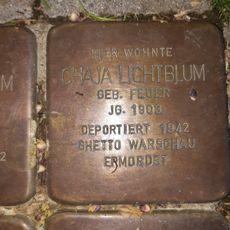 HIER WOHNTE
CHAJA LICHTBLUM
GEB. FEUER
JG. 1903
DEPORTIERT 1942
GHETTO WARSCHAU
ERMORDET